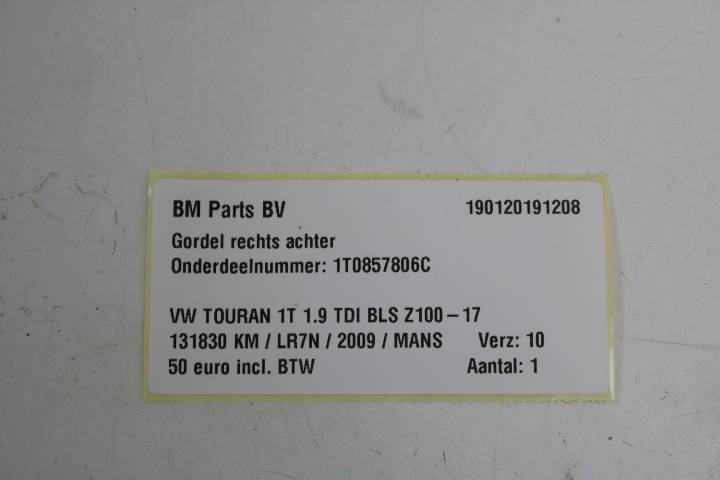 BM Parts BV 190120191208
Gordel rechts achter
Onderdeelnummer: 1T0857806C
VW TOURAN 1T 1.9 TDI BLS Z100-17
131830 KM / LR7N / 2009 / MANS Verz: 10
50 euro incl. BTW Aantal: 1